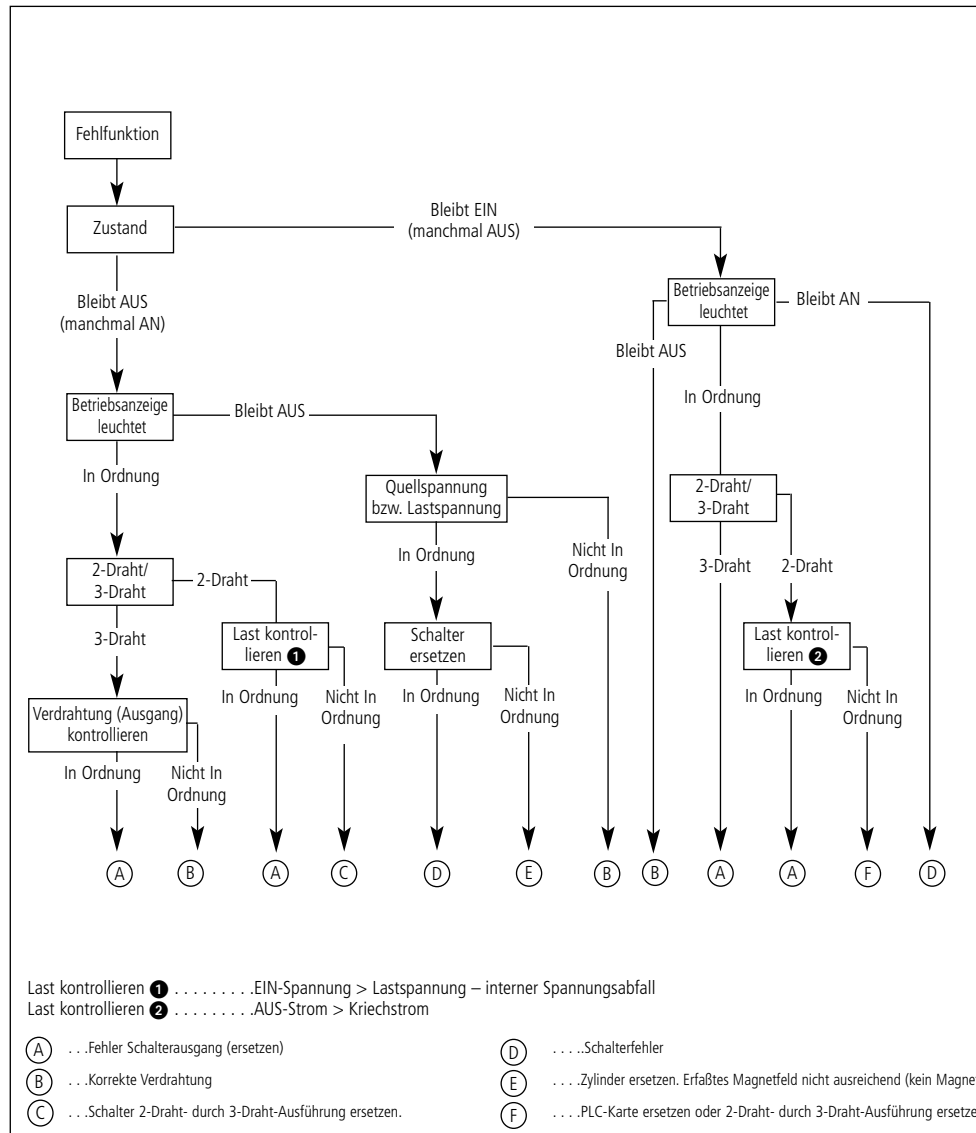 Fehlfunktion
Zustand
Bleibt EIN
(manchmal AUS)
Bleibt AUS
(manchmal AN)
Betriebsanzeige
leuchtet
Bleibt AN
Bleibt AUS
In Ordnung
Betriebsanzeige
leuchtet
Bleibt AUS
In Ordnung
Quellspannung
bzw. Lastspannung
2-Draht/
3-Draht
In Ordnung
Nicht In
Ordnung
3-Draht
2-Draht
2-Draht/
3-Draht
2-Draht
3-Draht
Last kontrol-
lieren ❶
Schalter
ersetzen
Last kontrol-
lieren ❷
In Ordnung
Nicht In
Ordnung
In Ordnung
Nicht In
Ordnung
In Ordnung
Nicht In
Ordnung
Verdrahtung (Ausgang)
kontrollieren
In Ordnung
Nicht In
Ordnung
A B A C D E B B A A F D
Last kontrollieren ❶ . . . . . . . . .EIN-Spannung > Lastspannung – interner Spannungsabfall
Last kontrollieren ❷ . . . . . . . . .AUS-Strom > Kriechstrom
A . . .Fehler Schalterausgang (ersetzen)
B . . .Korrekte Verdrahtung
C . . .Schalter 2-Draht- durch 3-Draht-Ausführung ersetzen.
D . . . ..Schalterfehler
E . . . .Zylinder ersetzen. Erfaßtes Magnetfeld nicht ausreichend (kein Magne
F . . . .PLC-Karte ersetzen oder 2-Draht- durch 3-Draht-Ausführung ersetze